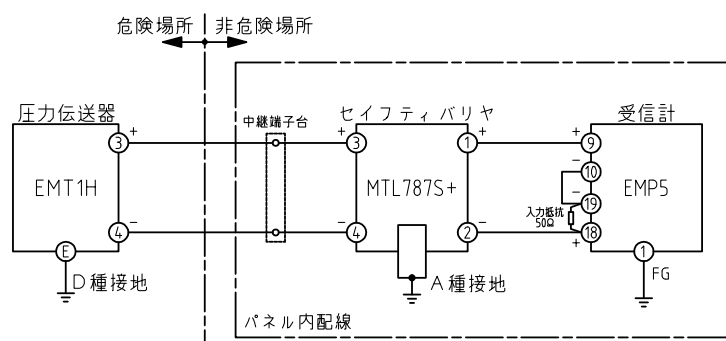 危険場所 非危険場所
圧力伝送器
中継端子台
セイフティバリヤ
受信計
3 +
+ 3
1 +
+ 9
- 10
EMT1H
MTL787S+
EMP5
- 19
入力抵抗
50Ω
4 -
- 4
2 -
18
+
E
1
D種接地
A種接地
FG
パネル内配線